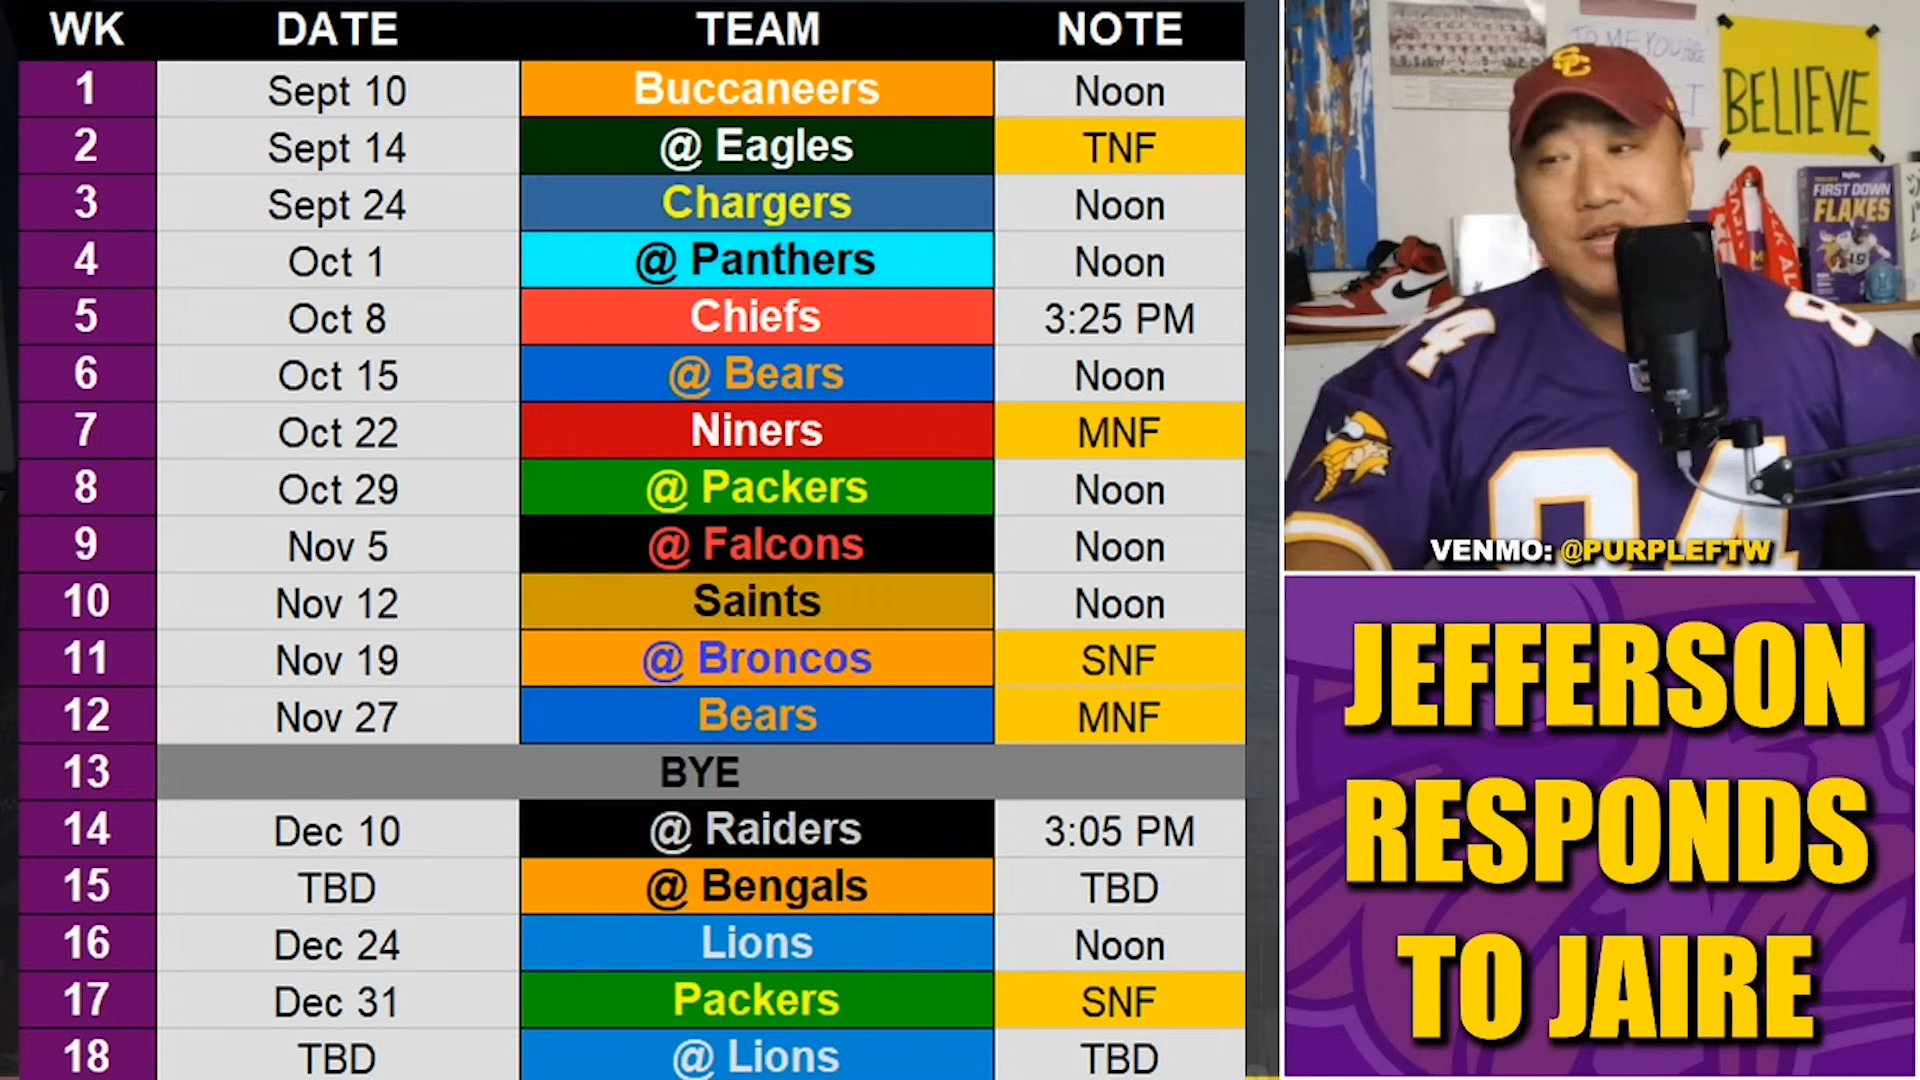 WK DATE TEAM NOTE
1 Sept 10 Buccaneers Noon
2 Sept 14 @ Eagles TNF
3 Sept 24 Chargers Noon
4 Oct 1 @ Panthers Noon
5 Oct 8 Chiefs 3:25 PM
6 Oct 15 @ Bears Noon
7 Oct 22 Niners MNF
8 Oct 29 @ Packers Noon
9 Nov 5 @ Falcons Noon
10 Nov 12 Saints Noon
11 Nov 19 @ Broncos SNF
12 Nov 27 Bears MNF
13 BYE
14 Dec 10 @ Raiders 3:05 PM
15 TBD @ Bengals TBD
16 Dec 24 Lions Noon
17 Dec 31 Packers SNF
18 TBD @ Lions TBD
SC
BELIEVE
FIRST DOWN
FLAKES
19
84
8
84
VENMO: @PURPLEFTW
JEFFERSON
RESPONDS
TO JAIRE